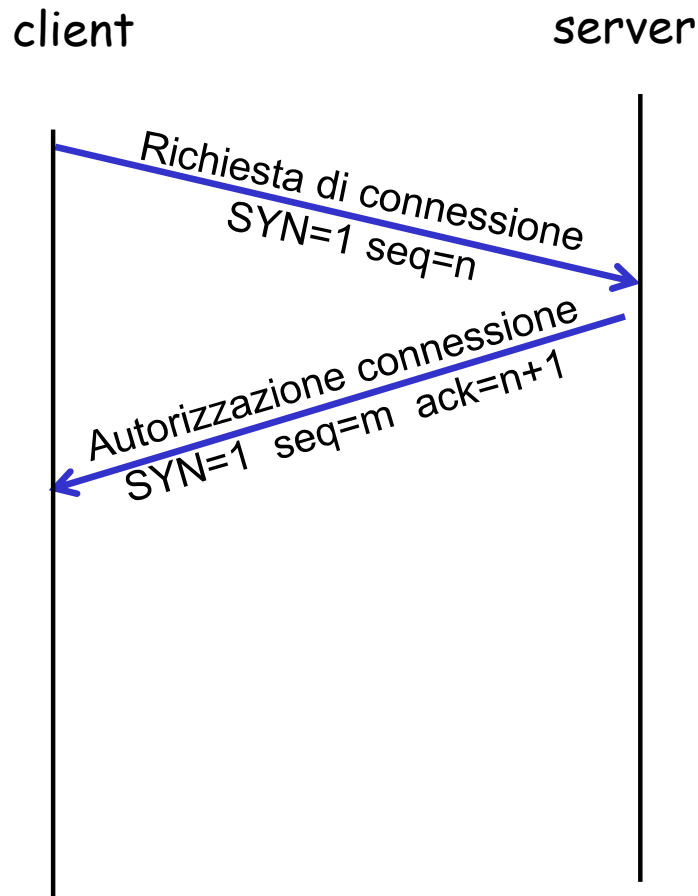 client
server
Richiesta di connessione
SYN=1 seq=n
Autorizzazione connessione
SYN=1 seq=m ack=n+1